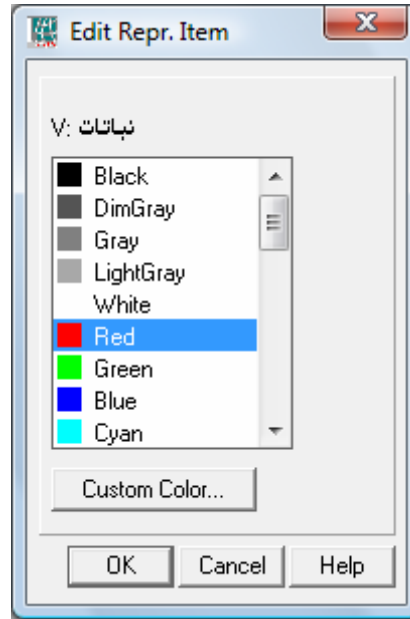 Edit Repr. Item
V: نباتات
Black
DimGray
Gray
LightGray
White
Red
Green
Blue
Cyan
Custom Color...
OK Cancel Help